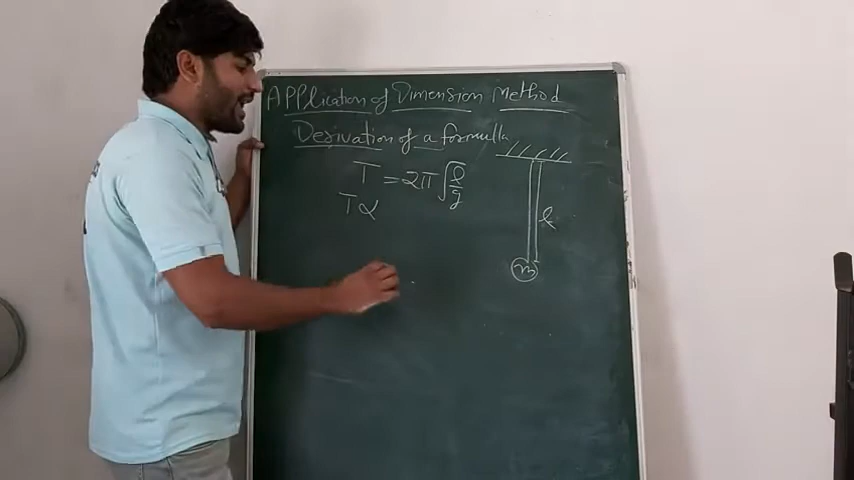 Application of Dimension Method
Derivation of a formulla
T = 2π √l/g
T ∝
l
m